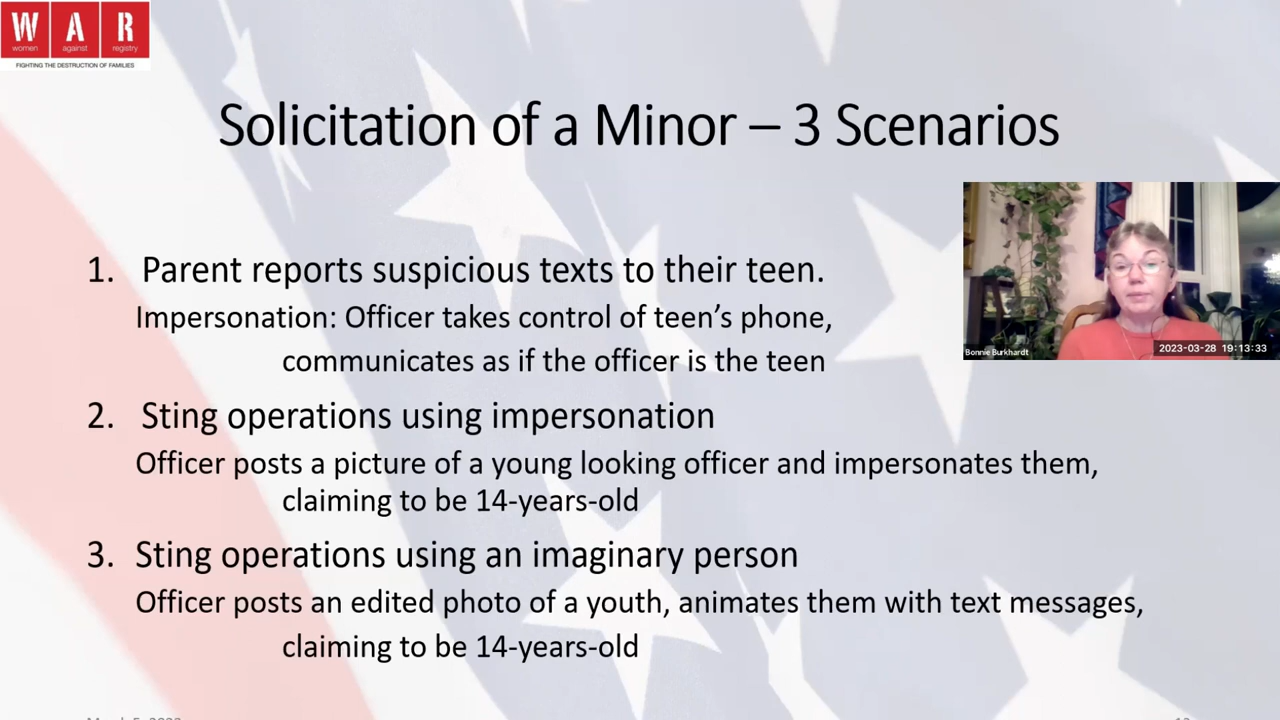 W A R
women against registry
FIGHTING THE DESTRUCTION OF FAMILIES
Solicitation of a Minor – 3 Scenarios
1. Parent reports suspicious texts to their teen.
Impersonation: Officer takes control of teen’s phone,
communicates as if the officer is the teen
Bonnie Burkhardt
2023-03-28 19:13:33
2. Sting operations using impersonation
Officer posts a picture of a young looking officer and impersonates them,
claiming to be 14-years-old
3. Sting operations using an imaginary person
Officer posts an edited photo of a youth, animates them with text messages,
claiming to be 14-years-old